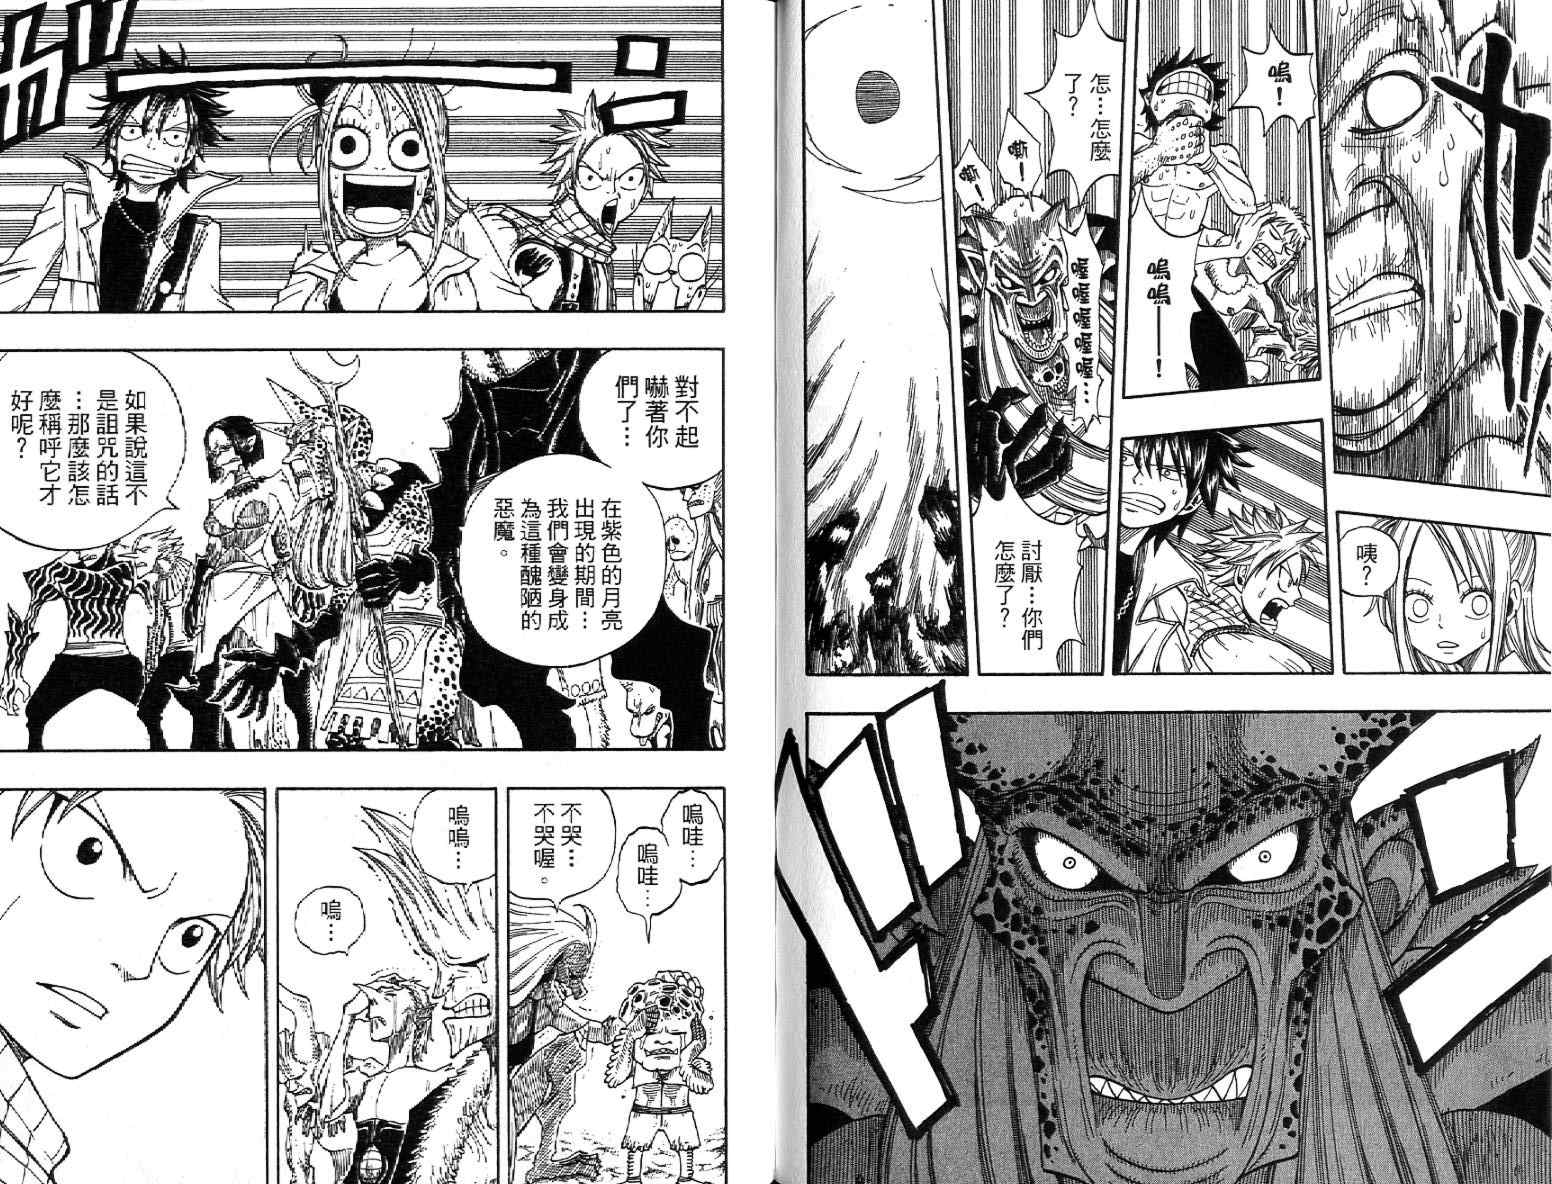 嗚！
嗚嗚——！
怎…怎麼
了？
嘶！
嘶！
喔喔喔喔喔…
咦？
討厭…你們
怎麼了？
對不起
嚇著你
們了…
在紫色的月亮
出現的期間…
我們會變身成
為這種醜陋的
惡魔。
如果說這不
是詛咒的話
…那麼該怎
麼稱呼它才
好呢？
嗚哇…
嗚哇…
不哭…
不哭喔。
嗚嗚…
嗚…